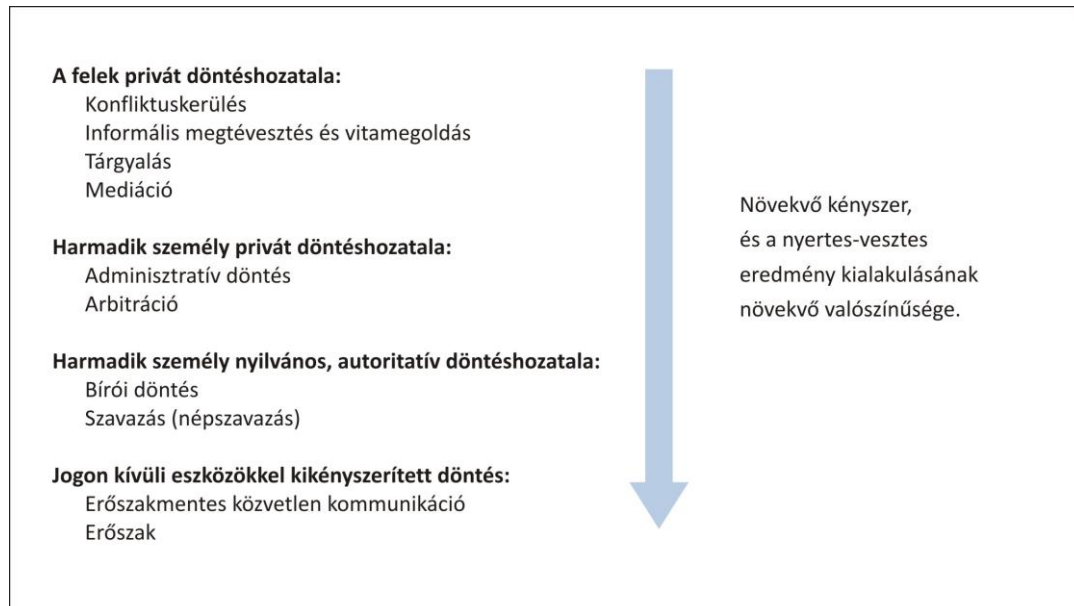 A felek privát döntéshozatala:
Konfliktuskerülés
Informális megtévesztés és vitamegoldás
Tárgyalás
Mediáció
Harmadik személy privát döntéshozatala:
Adminisztratív döntés
Arbitráció
Harmadik személy nyilvános, autoritatív döntéshozatala:
Bírói döntés
Szavazás (népszavazás)
Jogon kívüli eszközökkel kikényszerített döntés:
Erőszakmentes közvetlen kommunikáció
Erőszak
Növekvő kényszer,
és a nyertes-vesztes
eredmény kialakulásának
növekvő valószínűsége.